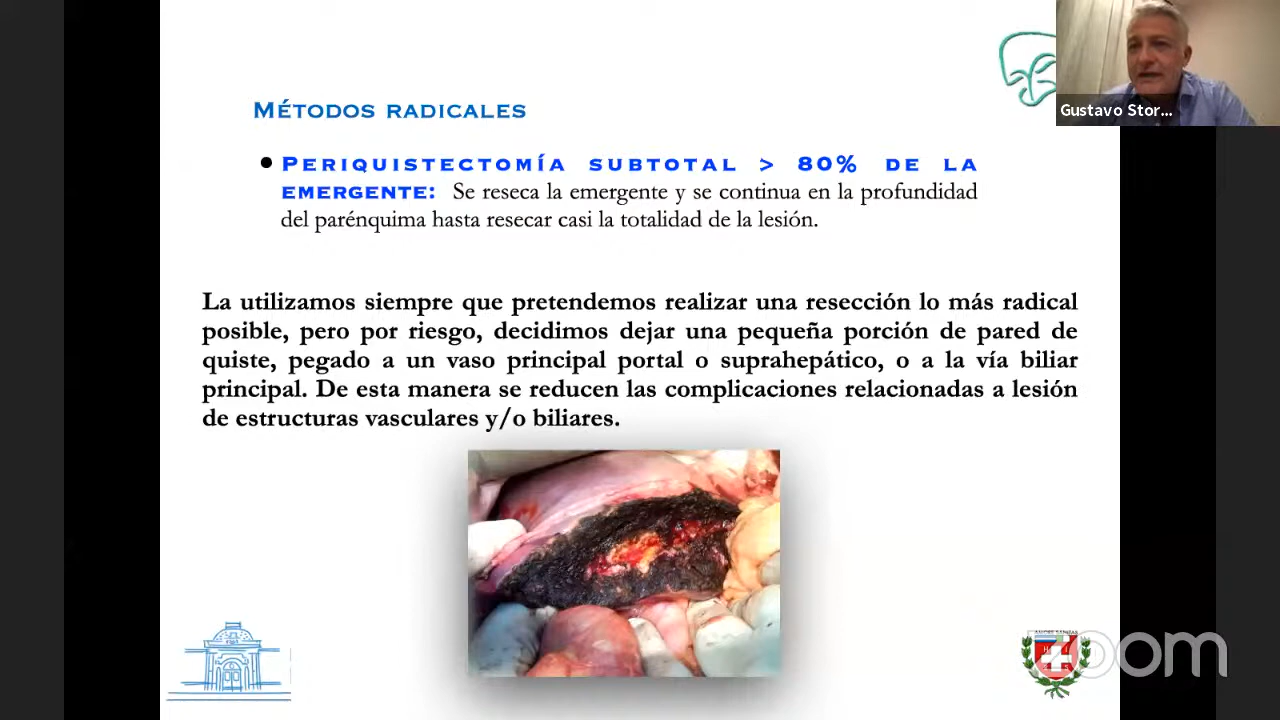 Gustavo Stor...
MÉTODOS RADICALES
• PERIQUISTECTOMÍA SUBTOTAL > 80% DE LA
EMERGENTE: Se reseca la emergente y se continua en la profundidad
del parénquima hasta resecar casi la totalidad de la lesión.
La utilizamos siempre que pretendemos realizar una resección lo más radical
posible, pero por riesgo, decidimos dejar una pequeña porción de pared de
quiste, pegado a un vaso principal portal o suprahepático, o a la vía biliar
principal. De esta manera se reducen las complicaciones relacionadas a lesión
de estructuras vasculares y/o biliares.
zoom